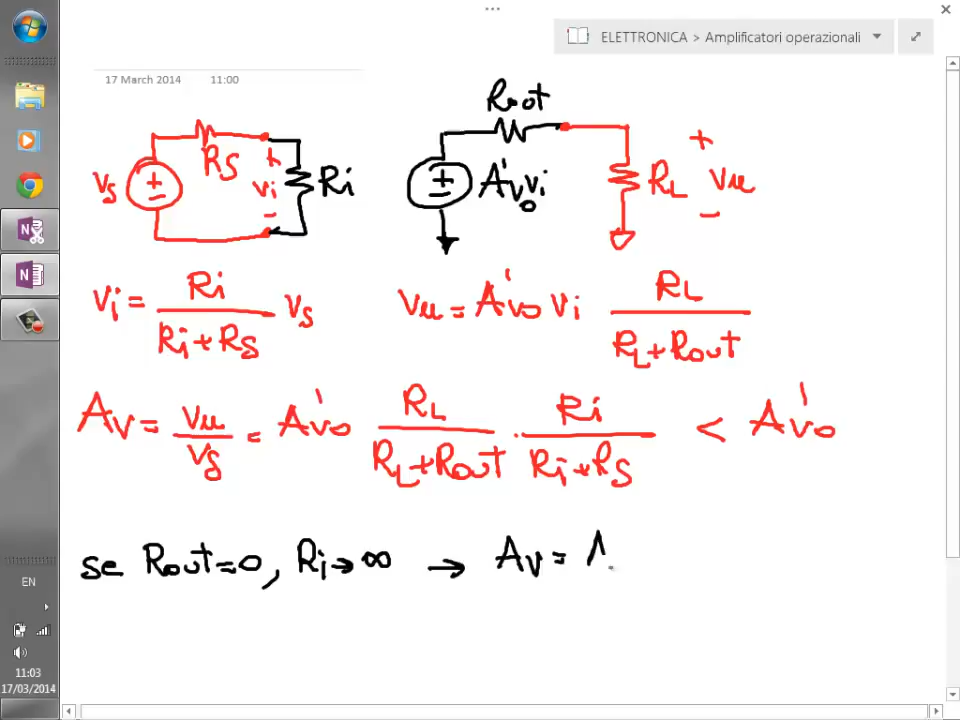 ELETTRONICA > Amplificatori operazionali
17 March 2014 11:00
Rout
vs + − RS + vi − Ri + − A'vo vi RL + vu −
vi = Ri / (Ri + RS) vs
vu = A'vo vi RL / (RL + Rout)
Av = vu / vs = A'vo RL / (RL + Rout) · Ri / (Ri + RS) < A'vo
se Rout = 0, Ri → ∞ → Av =
EN
11:03
17/03/2014